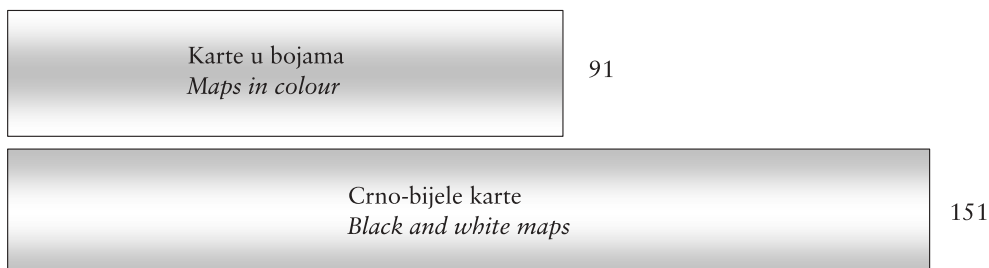 Karte u bojama
Maps in colour
91
Crno-bijele karte
Black and white maps
151